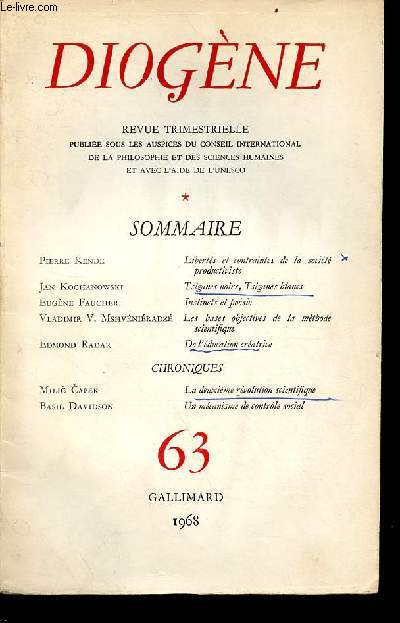 Le-livre.com
DIOGÈNE
REVUE TRIMESTRIELLE
PUBLIÉE SOUS LES AUSPICES DU CONSEIL INTERNATIONAL
DE LA PHILOSOPHIE ET DES SCIENCES HUMAINES
ET AVEC L'AIDE DE L'UNESCO
*
SOMMAIRE
PIERRE KENDE Libertés et contraintes de la société
productiviste
JAN KOCHANOWSKI Tsiganes noirs, Tsiganes blancs
EUGÈNE FAUCHER Instincts et poésie
VLADIMIR V. MSHVÉNIÉRADZÉ Les bases objectives de la méthode
scientifique
EDMOND RADAR De l'éducation créatrice
CHRONIQUES
MILIČ ČAPEK La deuxième révolution scientifique
BASIL DAVIDSON Un mécanisme de contrôle social
63
GALLIMARD
1968